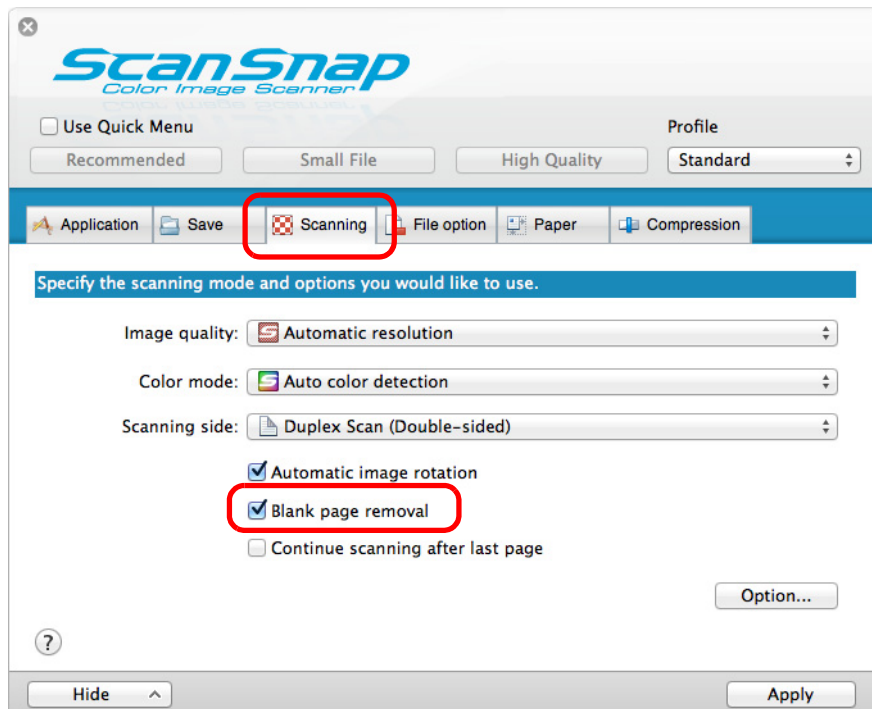 ScanSnap
Color Image Scanner
Use Quick Menu
Profile
Recommended Small File High Quality Standard
Application Save Scanning File option Paper Compression
Specify the scanning mode and options you would like to use.
Image quality: Automatic resolution
Color mode: Auto color detection
Scanning side: Duplex Scan (Double-sided)
Automatic image rotation
Blank page removal
Continue scanning after last page
Option...
?
Hide Apply